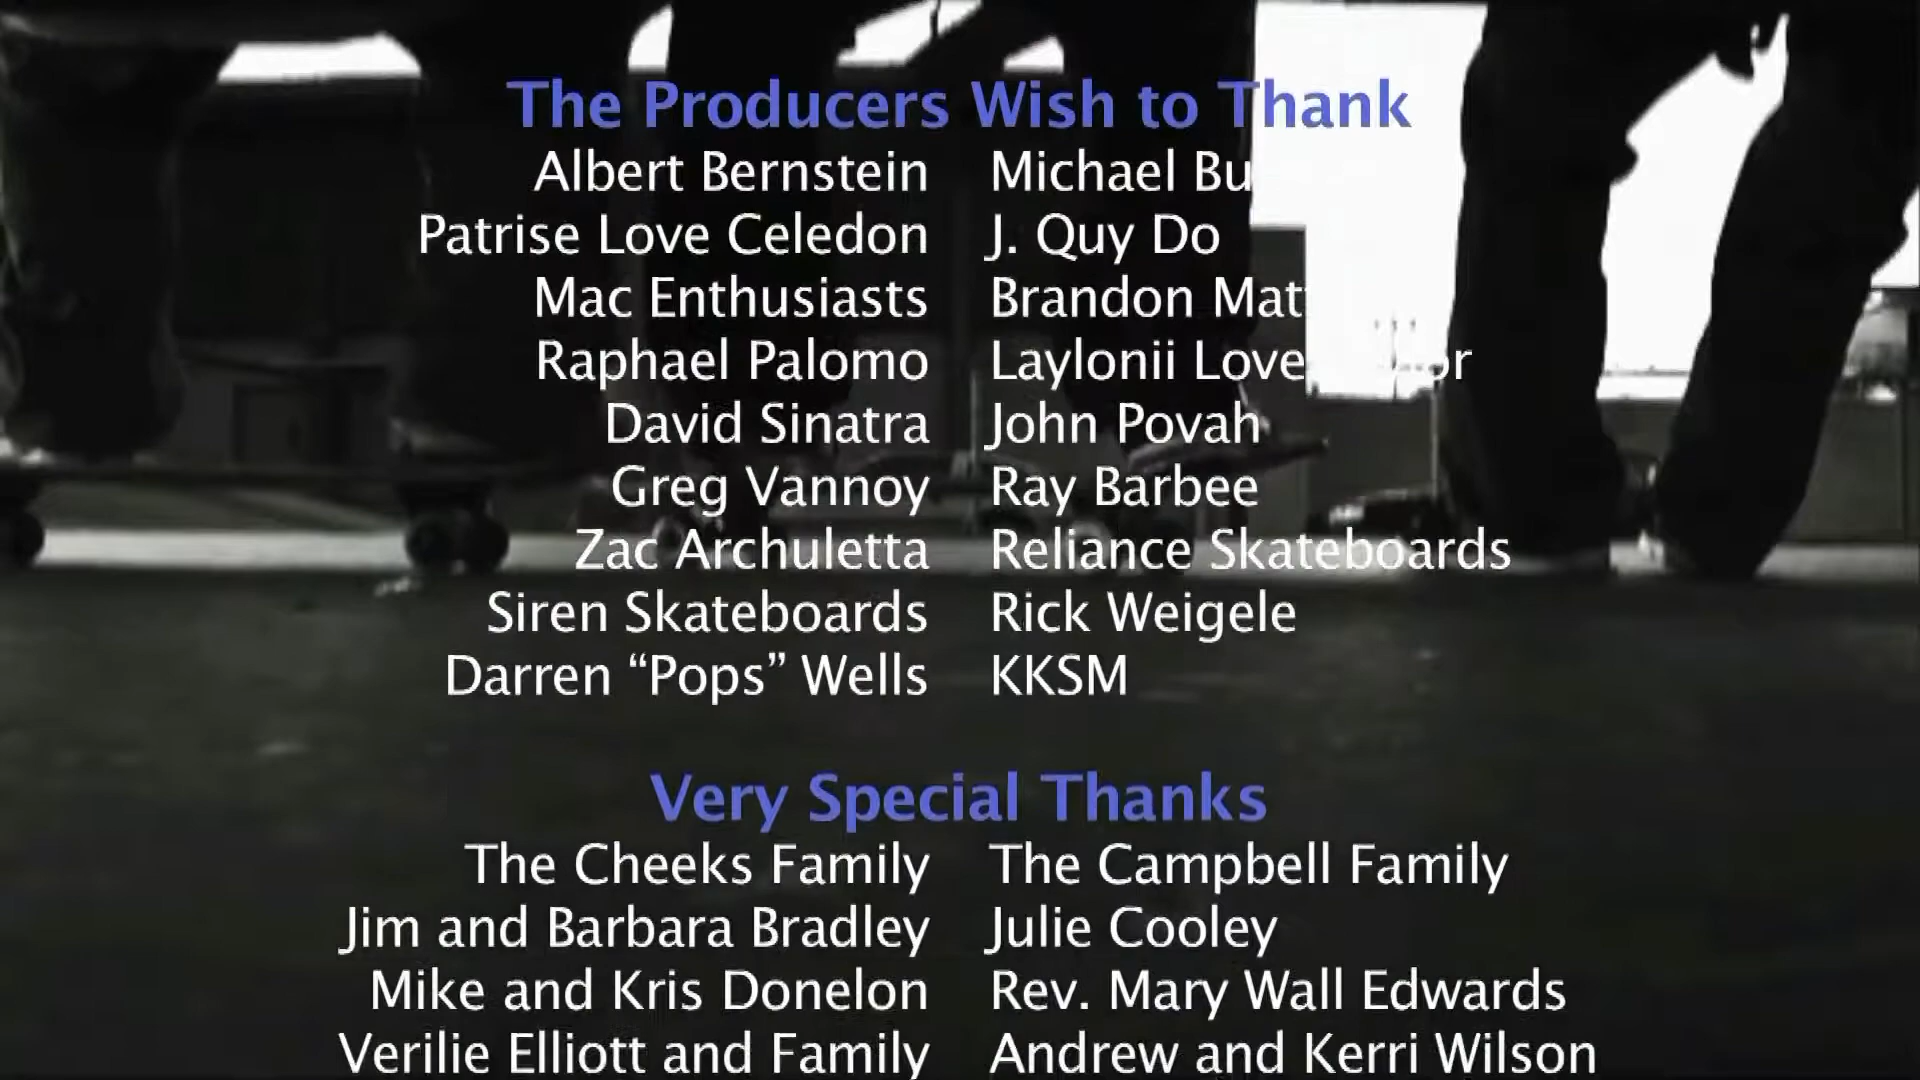 The Producers Wish to Thank
Albert Bernstein Michael
Patrise Love Celedon J. Quy Do
Mac Enthusiasts Brandon
Raphael Palomo Laylonii
David Sinatra John Povah
Greg Vannoy Ray Barbee
Zac Archuletta Reliance Skateboards
Siren Skateboards Rick Weigele
Darren “Pops” Wells KKSM
Very Special Thanks
The Cheeks Family The Campbell Family
Jim and Barbara Bradley Julie Cooley
Mike and Kris Donelon Rev. Mary Wall Edwards
Verilie Elliott and Family Andrew and Kerri Wilson